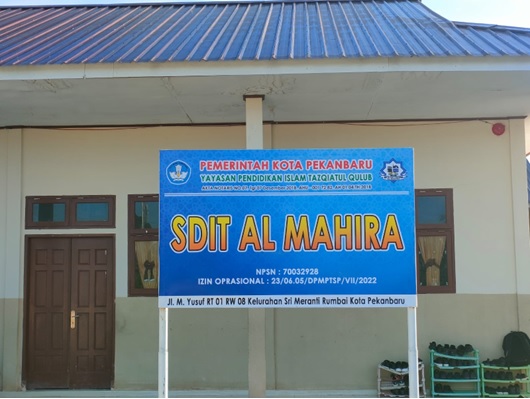 PEMERINTAH KOTA PEKANBARU
YAYASAN PENDIDIKAN ISLAM TAZQIATUL QULUB
SDIT AL MAHIRA
NPSN : 70032928
IZIN OPRASIONAL : 23/06.05/DPMPTSP/VII/2022
Jl. M. Yusuf RT 01 RW 08 Kelurahan Sri Meranti Rumbai Kota Pekanbaru